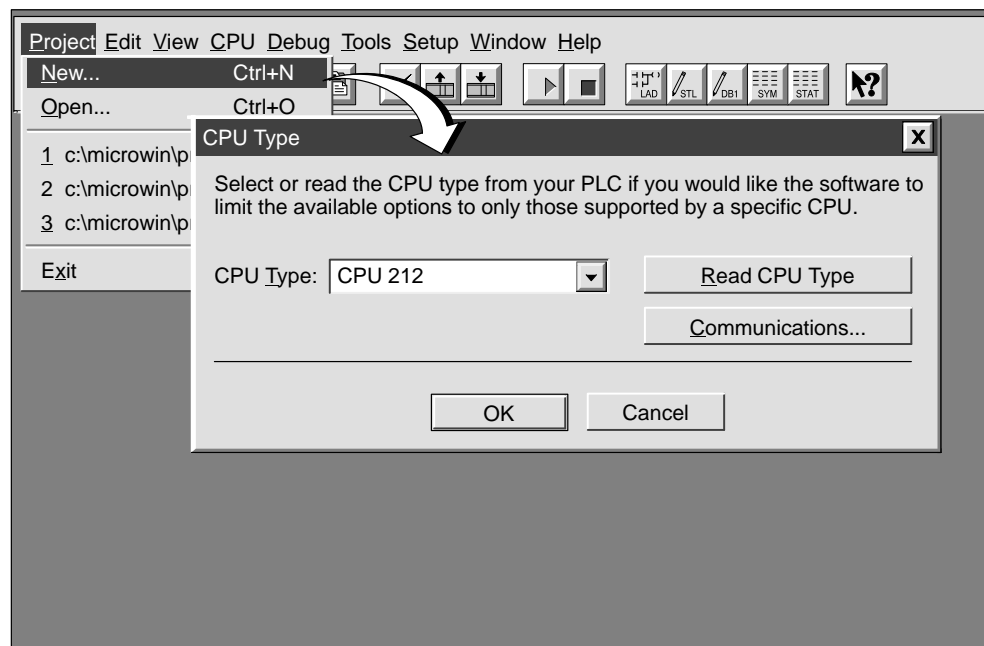 Project Edit View CPU Debug Tools Setup Window Help
New... Ctrl+N
Open... Ctrl+O
LAD STL DB1 SYM STAT
?
1 c:\microwin\p
2 c:\microwin\p
3 c:\microwin\p
Exit
CPU Type X
Select or read the CPU type from your PLC if you would like the software to
limit the available options to only those supported by a specific CPU.
CPU Type: CPU 212
Read CPU Type
Communications...
OK Cancel